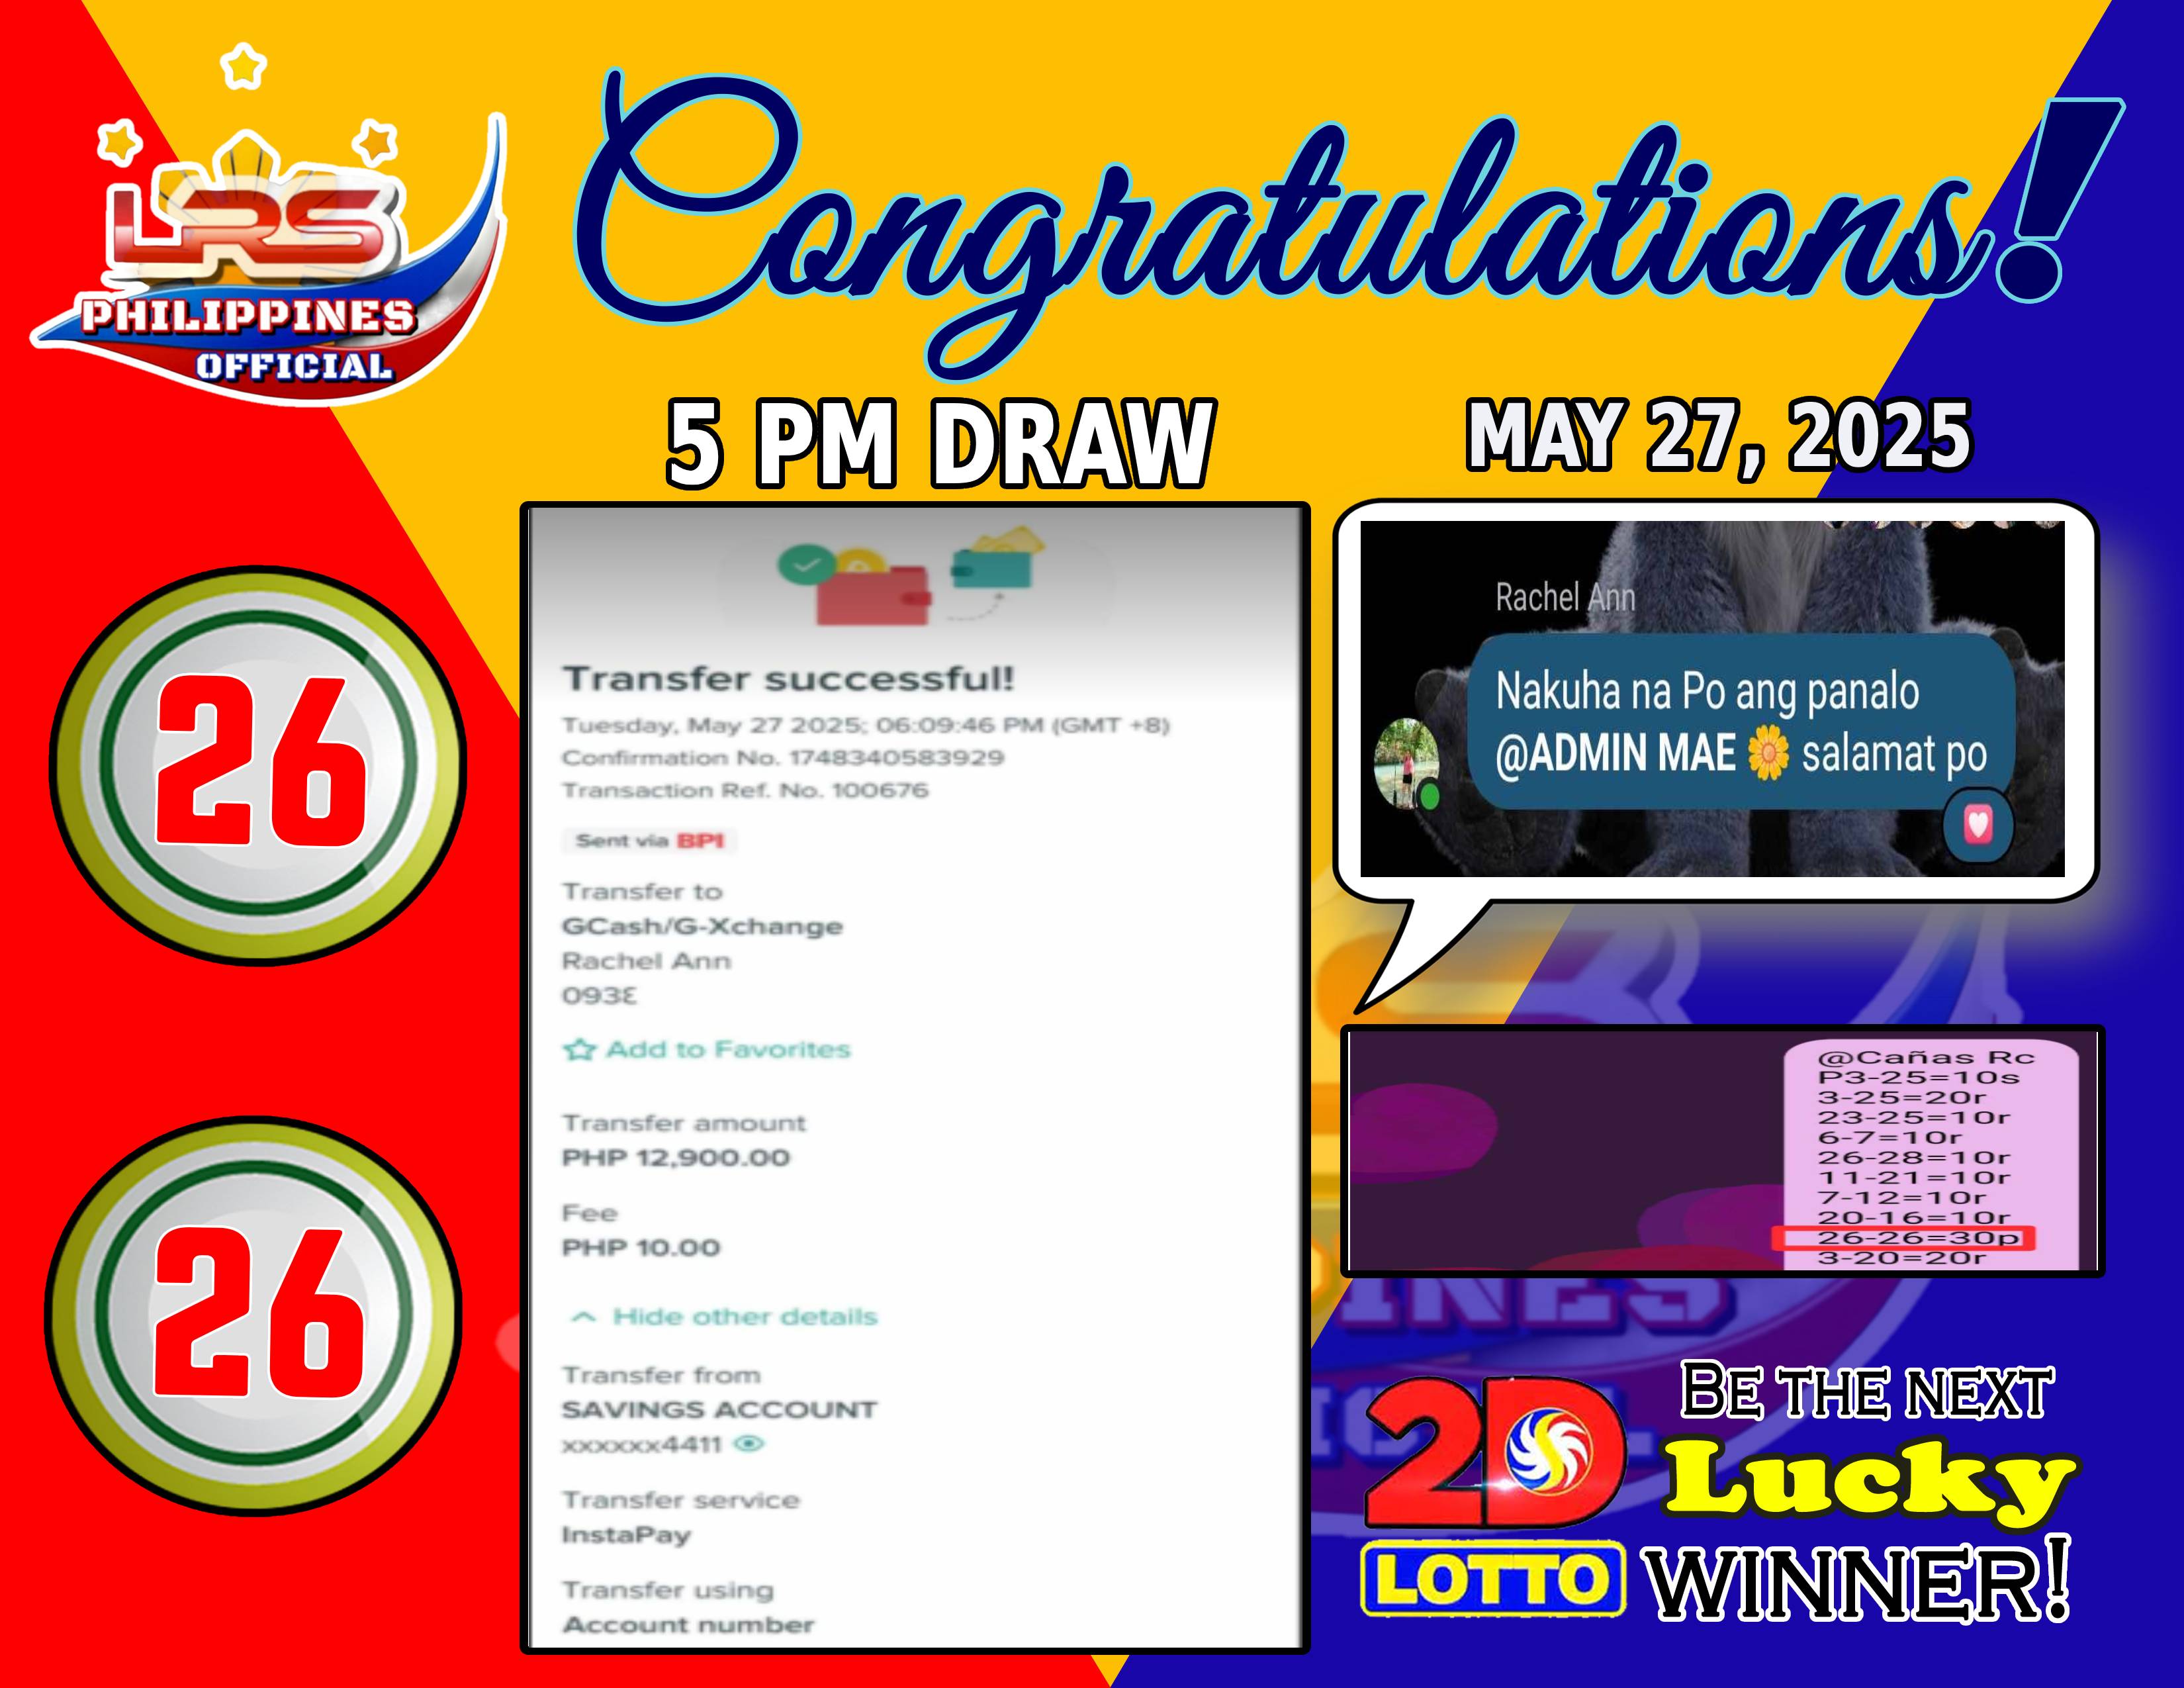 LRS
PHILIPPINES
OFFICIAL
Congratulations!
5 PM DRAW
MAY 27, 2025
26
26
Transfer successful!
Tuesday, May 27 2025; 06:09:46 PM (GMT +8)
Confirmation No. 1748340583929
Transaction Ref. No. 100676
Sent via BPI
Transfer to
GCash/G-Xchange
Rachel Ann
093
Add to Favorites
Transfer amount
PHP 12,900.00
Fee
PHP 10.00
Hide other details
Transfer from
SAVINGS ACCOUNT
xxxxxx4411
Transfer service
InstaPay
Transfer using
Account number
Rachel Ann
Nakuha na Po ang panalo
@ADMIN MAE 🌼 salamat po
@Cañas Rc
P3-25=10s
3-25=20r
23-25=10r
6-7=10r
26-28=10r
11-21=10r
7-12=10r
20-16=10r
26-26=30p
3-20=20r
2D
LOTTO
BE THE NEXT
Lucky
WINNER!